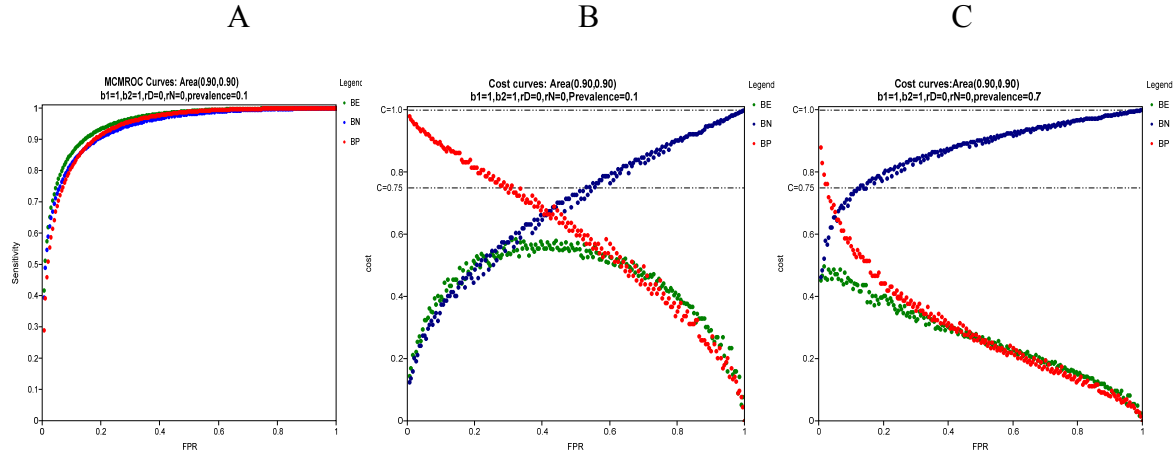 A
B
C
MCMROC Curves: Area(0.90,0.90)
b1=1,b2=1,rD=0,rN=0,prevalence=0.1
Legend
BE
BN
BP
Sensitivity
1
0.9
0.8
0.7
0.6
0.5
0.4
0.3
0.2
0.1
0
0
0.2
0.4
0.6
0.8
1
FPR
Cost curves: Area(0.90,0.90)
b1=1,b2=1,rD=0,rN=0,Prevalence=0.1
Legend
BE
BN
BP
cost
C=1.0
0.8
C=0.75
0.6
0.4
0.2
0
0
0.2
0.4
0.6
0.8
1
FPR
Cost curves:Area(0.90,0.90)
b1=1,b2=1,rD=0,rN=0,prevalence=0.7
Legend
BE
BN
BP
cost
C=1.0
0.8
C=0.75
0.6
0.4
0.2
0
0
0.2
0.4
0.6
0.8
1
FPR